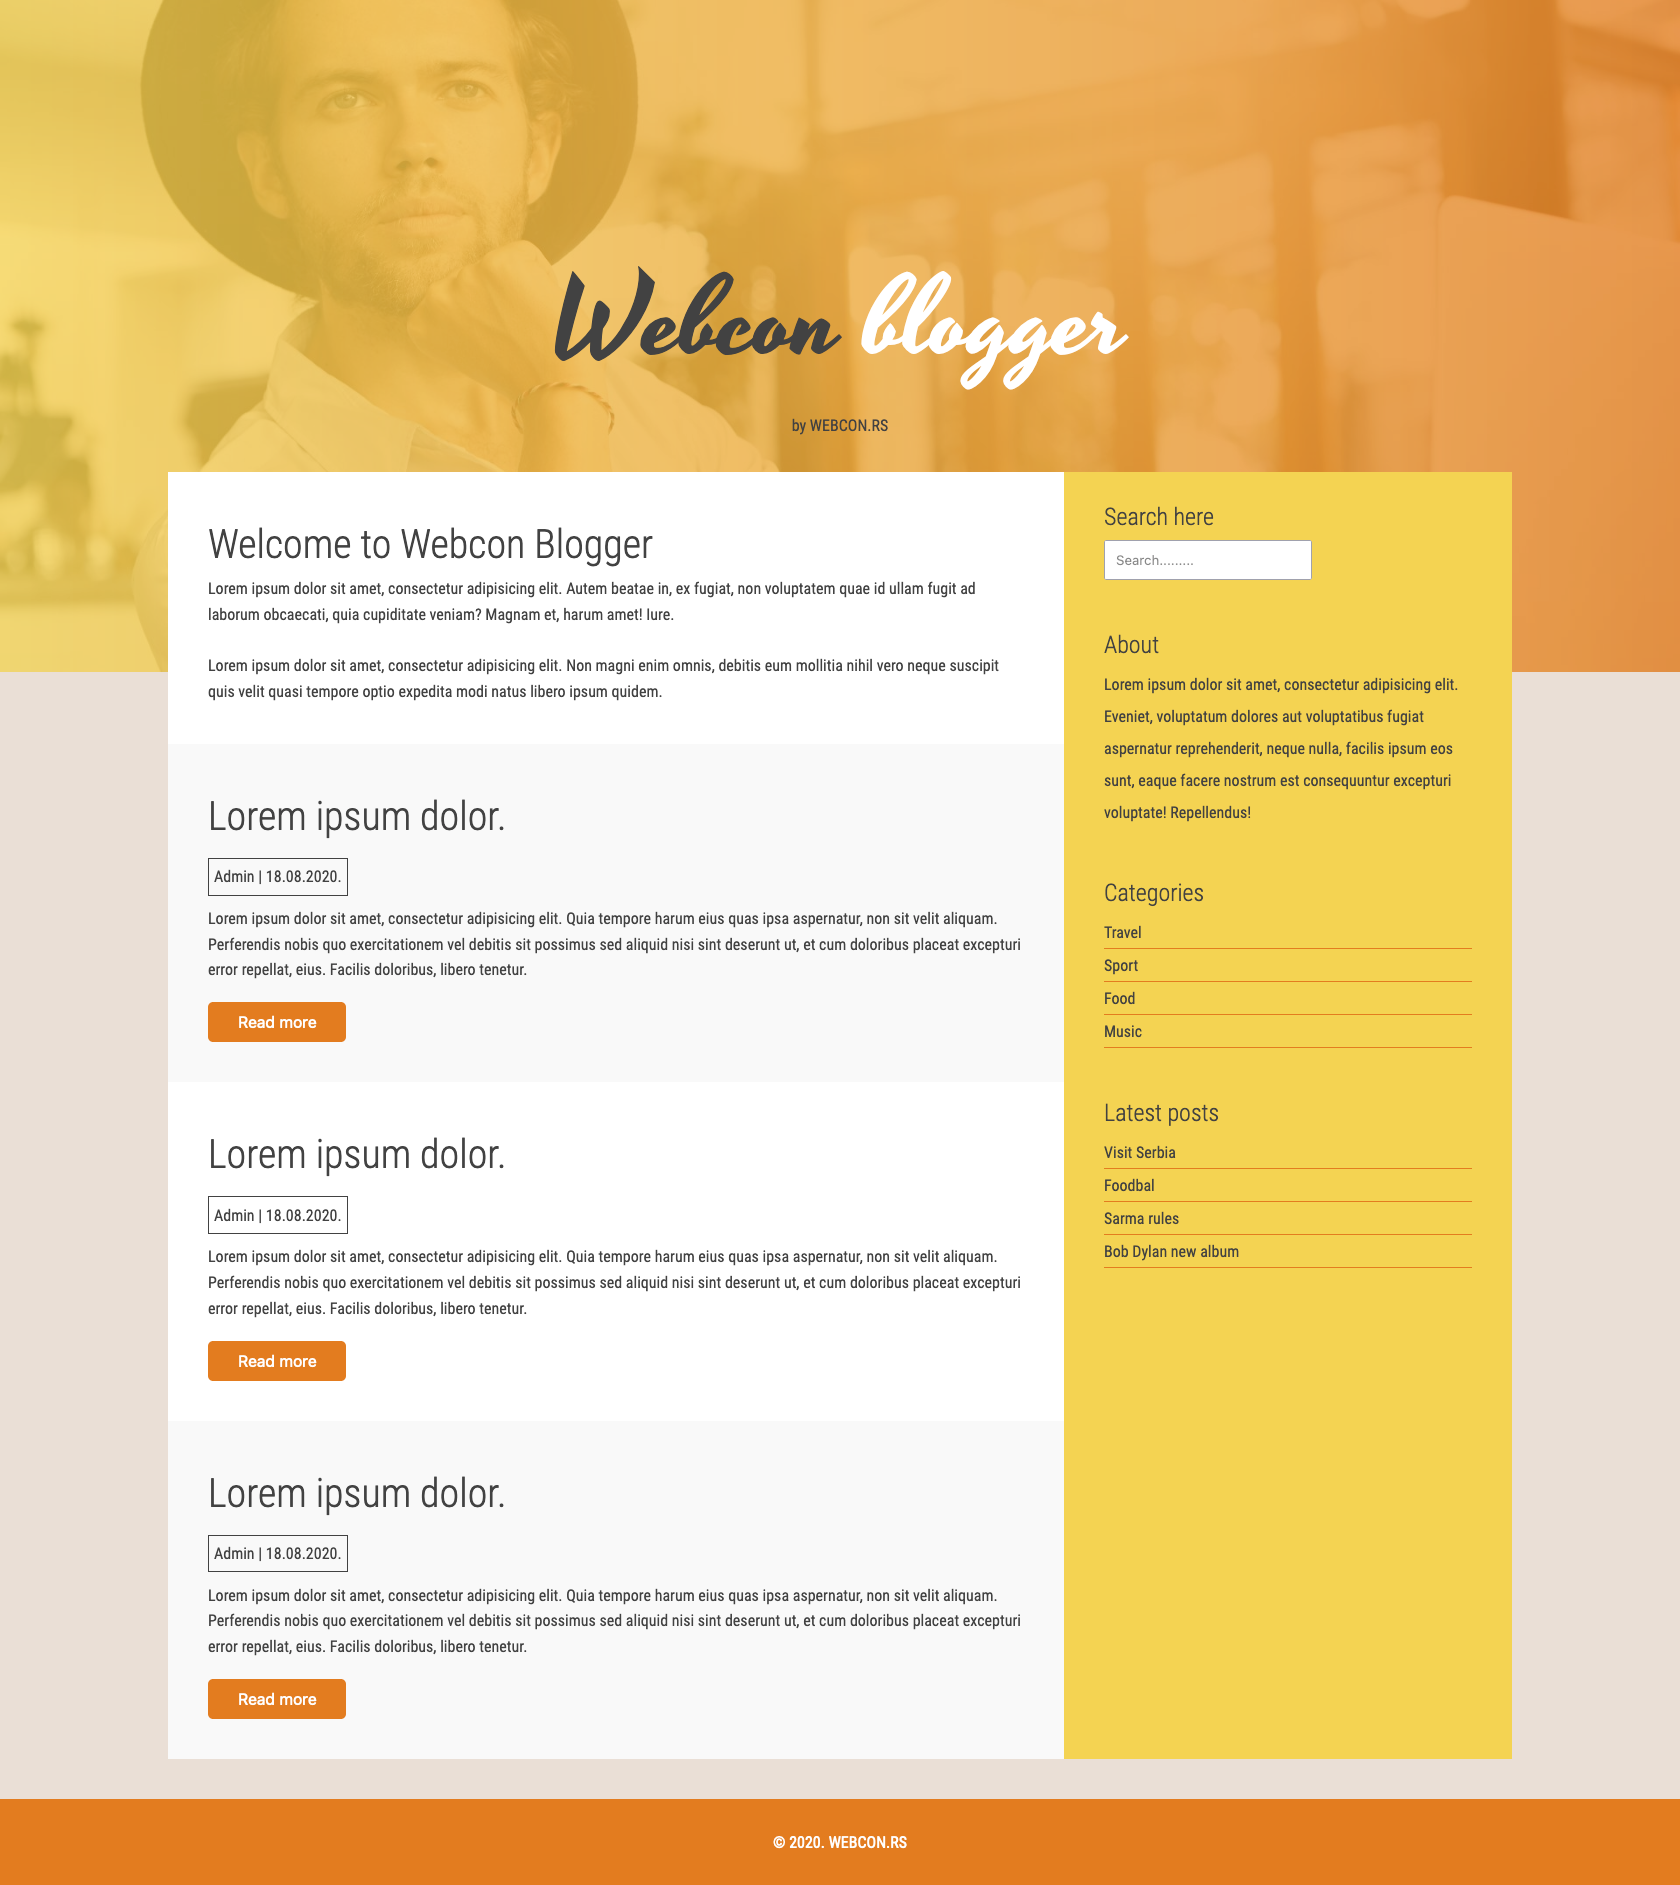 Webcon blogger
by WEBCON.RS
Welcome to Webcon Blogger
Lorem ipsum dolor sit amet, consectetur adipisicing elit. Autem beatae in, ex fugiat, non voluptatem quae id ullam fugit ad
laborum obcaecati, quia cupiditate veniam? Magnam et, harum amet! Iure.
Lorem ipsum dolor sit amet, consectetur adipisicing elit. Non magni enim omnis, debitis eum mollitia nihil vero neque suscipit
quis velit quasi tempore optio expedita modi natus libero ipsum quidem.
Lorem ipsum dolor.
Admin | 18.08.2020.
Lorem ipsum dolor sit amet, consectetur adipisicing elit. Quia tempore harum eius quas ipsa aspernatur, non sit velit aliquam.
Perferendis nobis quo exercitationem vel debitis sit possimus sed aliquid nisi sint deserunt ut, et cum doloribus placeat excepturi
error repellat, eius. Facilis doloribus, libero tenetur.
Read more
Lorem ipsum dolor.
Admin | 18.08.2020.
Lorem ipsum dolor sit amet, consectetur adipisicing elit. Quia tempore harum eius quas ipsa aspernatur, non sit velit aliquam.
Perferendis nobis quo exercitationem vel debitis sit possimus sed aliquid nisi sint deserunt ut, et cum doloribus placeat excepturi
error repellat, eius. Facilis doloribus, libero tenetur.
Read more
Lorem ipsum dolor.
Admin | 18.08.2020.
Lorem ipsum dolor sit amet, consectetur adipisicing elit. Quia tempore harum eius quas ipsa aspernatur, non sit velit aliquam.
Perferendis nobis quo exercitationem vel debitis sit possimus sed aliquid nisi sint deserunt ut, et cum doloribus placeat excepturi
error repellat, eius. Facilis doloribus, libero tenetur.
Read more
Search here
Search.........
About
Lorem ipsum dolor sit amet, consectetur adipisicing elit.
Eveniet, voluptatum dolores aut voluptatibus fugiat
aspernatur reprehenderit, neque nulla, facilis ipsum eos
sunt, eaque facere nostrum est consequuntur excepturi
voluptate! Repellendus!
Categories
Travel
Sport
Food
Music
Latest posts
Visit Serbia
Foodbal
Sarma rules
Bob Dylan new album
© 2020. WEBCON.RS